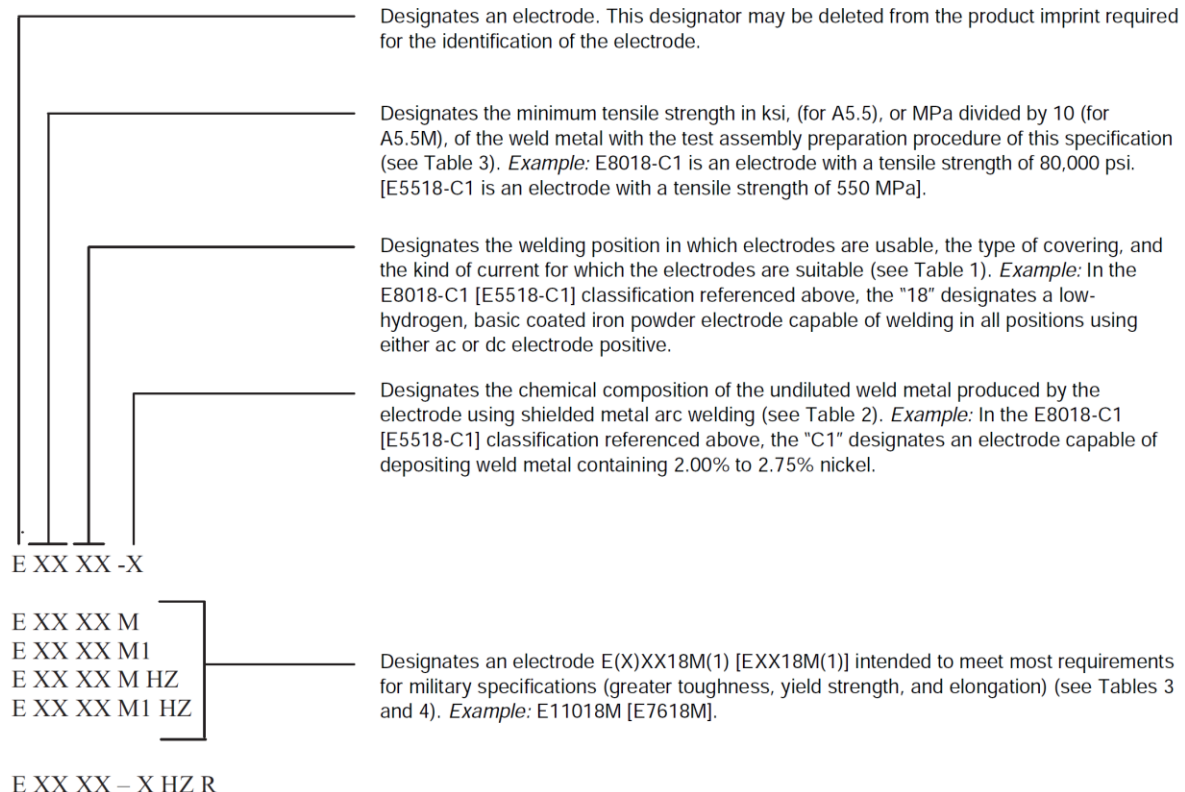 Designates an electrode. This designator may be deleted from the product imprint required
for the identification of the electrode.
Designates the minimum tensile strength in ksi, (for A5.5), or MPa divided by 10 (for
A5.5M), of the weld metal with the test assembly preparation procedure of this specification
(see Table 3). Example: E8018-C1 is an electrode with a tensile strength of 80,000 psi.
[E5518-C1 is an electrode with a tensile strength of 550 MPa].
Designates the welding position in which electrodes are usable, the type of covering, and
the kind of current for which the electrodes are suitable (see Table 1). Example: In the
E8018-C1 [E5518-C1] classification referenced above, the "18" designates a low-
hydrogen, basic coated iron powder electrode capable of welding in all positions using
either ac or dc electrode positive.
Designates the chemical composition of the undiluted weld metal produced by the
electrode using shielded metal arc welding (see Table 2). Example: In the E8018-C1
[E5518-C1] classification referenced above, the "C1" designates an electrode capable of
depositing weld metal containing 2.00% to 2.75% nickel.
E XX XX -X
E XX XX M
E XX XX M1
E XX XX M HZ
E XX XX M1 HZ
Designates an electrode E(X)XX18M(1) [EXX18M(1)] intended to meet most requirements
for military specifications (greater toughness, yield strength, and elongation) (see Tables 3
and 4). Example: E11018M [E7618M].
E XX XX – X HZ R